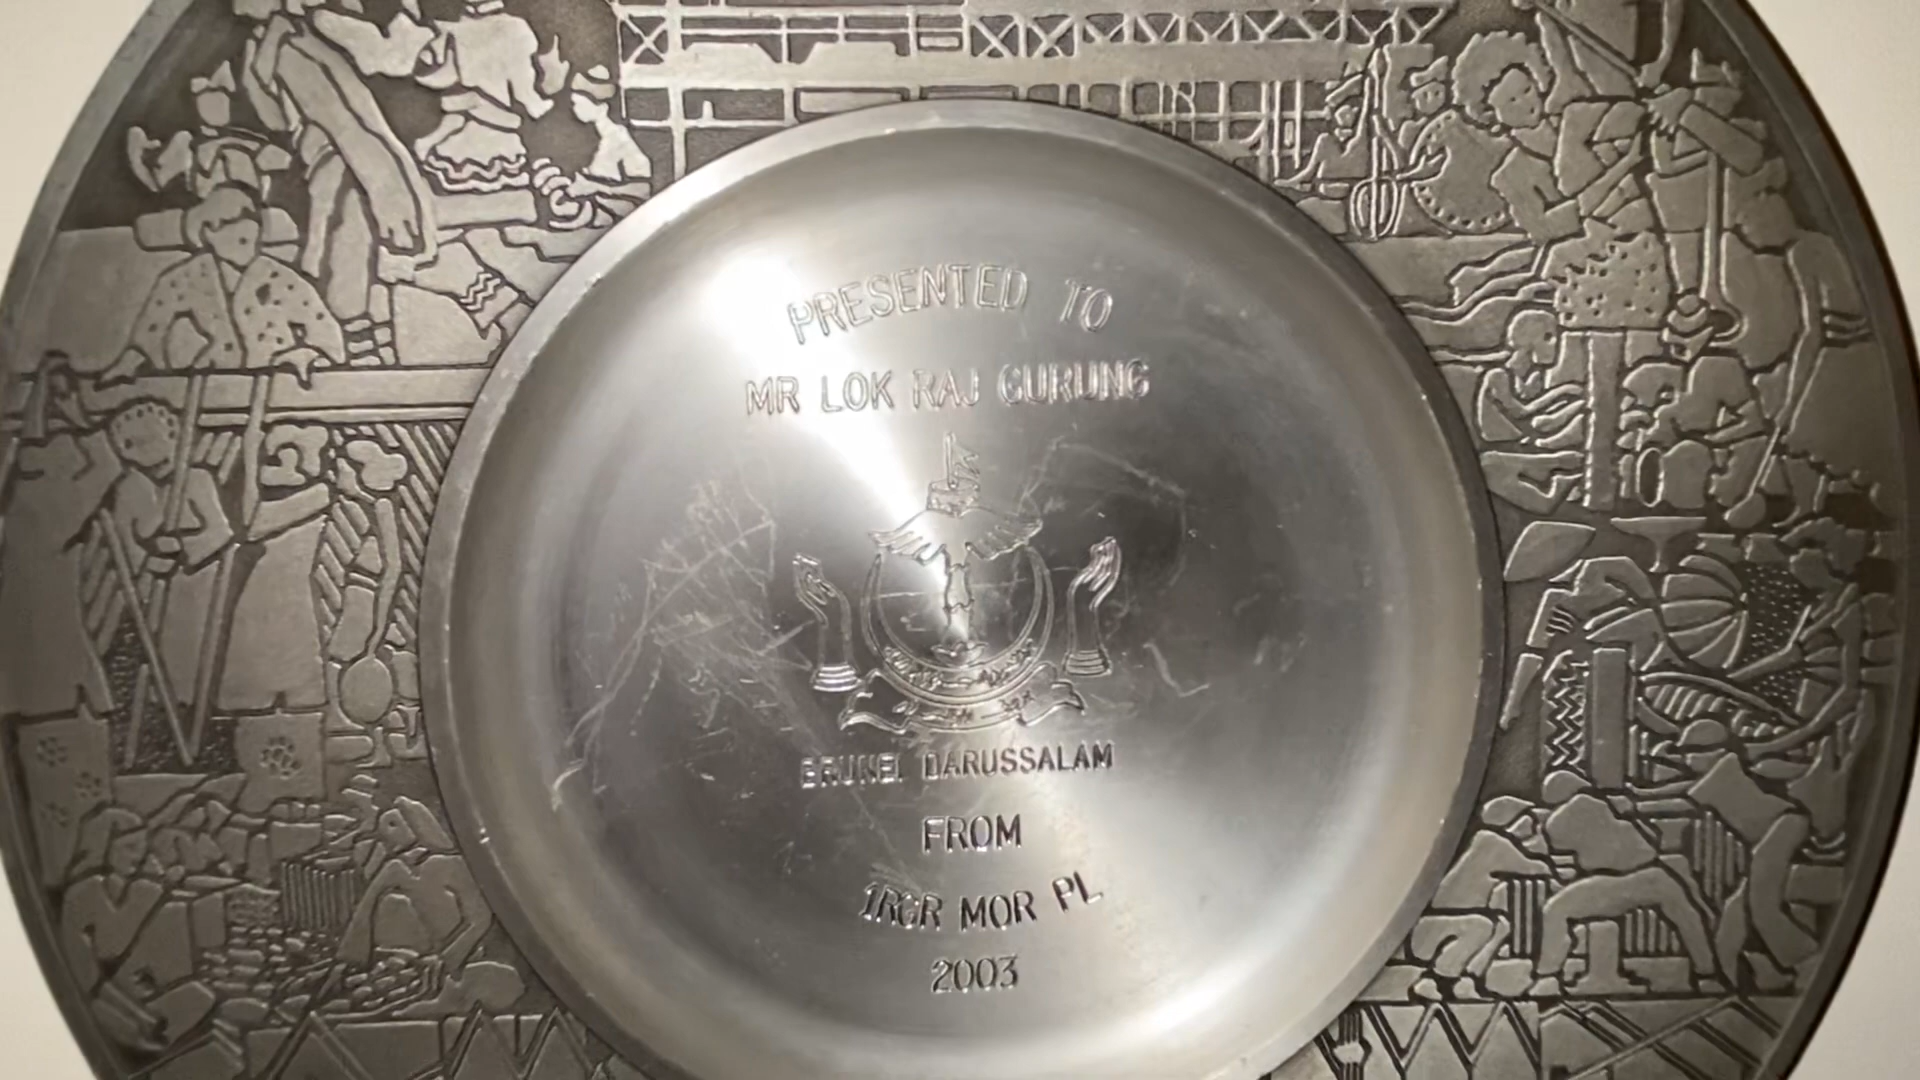 PRESENTED TO
MR LOK RAJ GURUNG
BRUNEI DARUSSALAM
FROM
1RGR MOR PL
2003